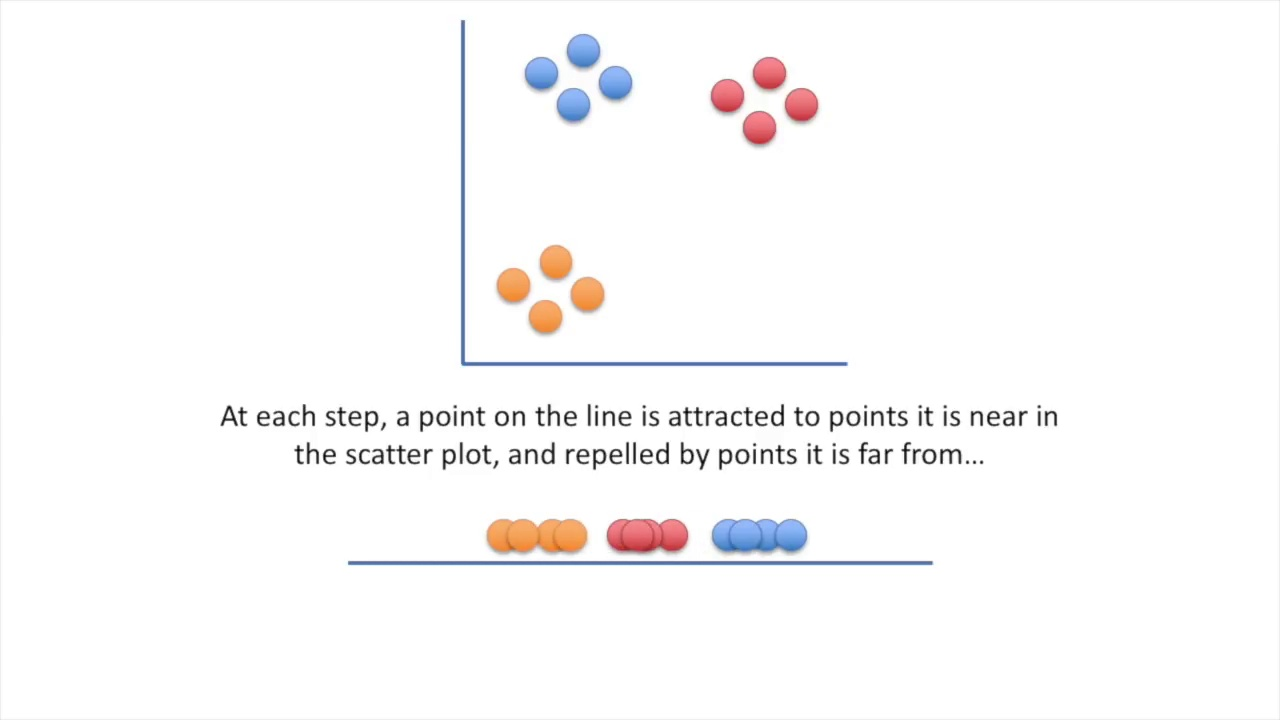 At each step, a point on the line is attracted to points it is near in
the scatter plot, and repelled by points it is far from...